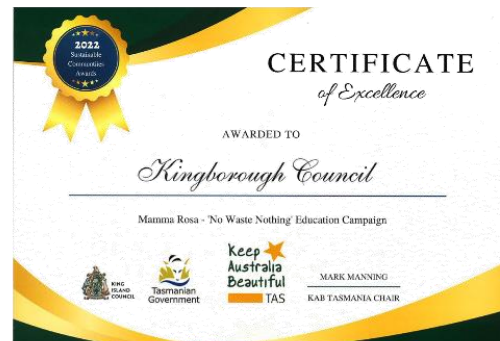 2022
Sustainable
Communities
Awards
CERTIFICATE
of Excellence
AWARDED TO
Kingborough Council
Mamma Rosa - 'No Waste Nothing' Education Campaign
KING
ISLAND
COUNCIL
Tasmanian
Government
Keep
Australia
Beautiful
TAS
MARK MANNING
KAB TASMANIA CHAIR